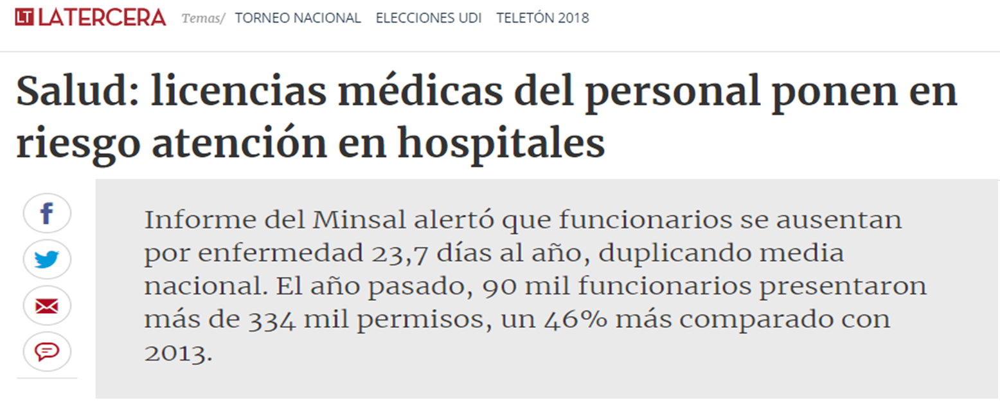 LT LATERCERA Temas/ TORNEO NACIONAL ELECCIONES UDI TELETÓN 2018
Salud: licencias médicas del personal ponen en
riesgo atención en hospitales
Informe del Minsal alertó que funcionarios se ausentan
por enfermedad 23,7 días al año, duplicando media
nacional. El año pasado, 90 mil funcionarios presentaron
más de 334 mil permisos, un 46% más comparado con
2013.